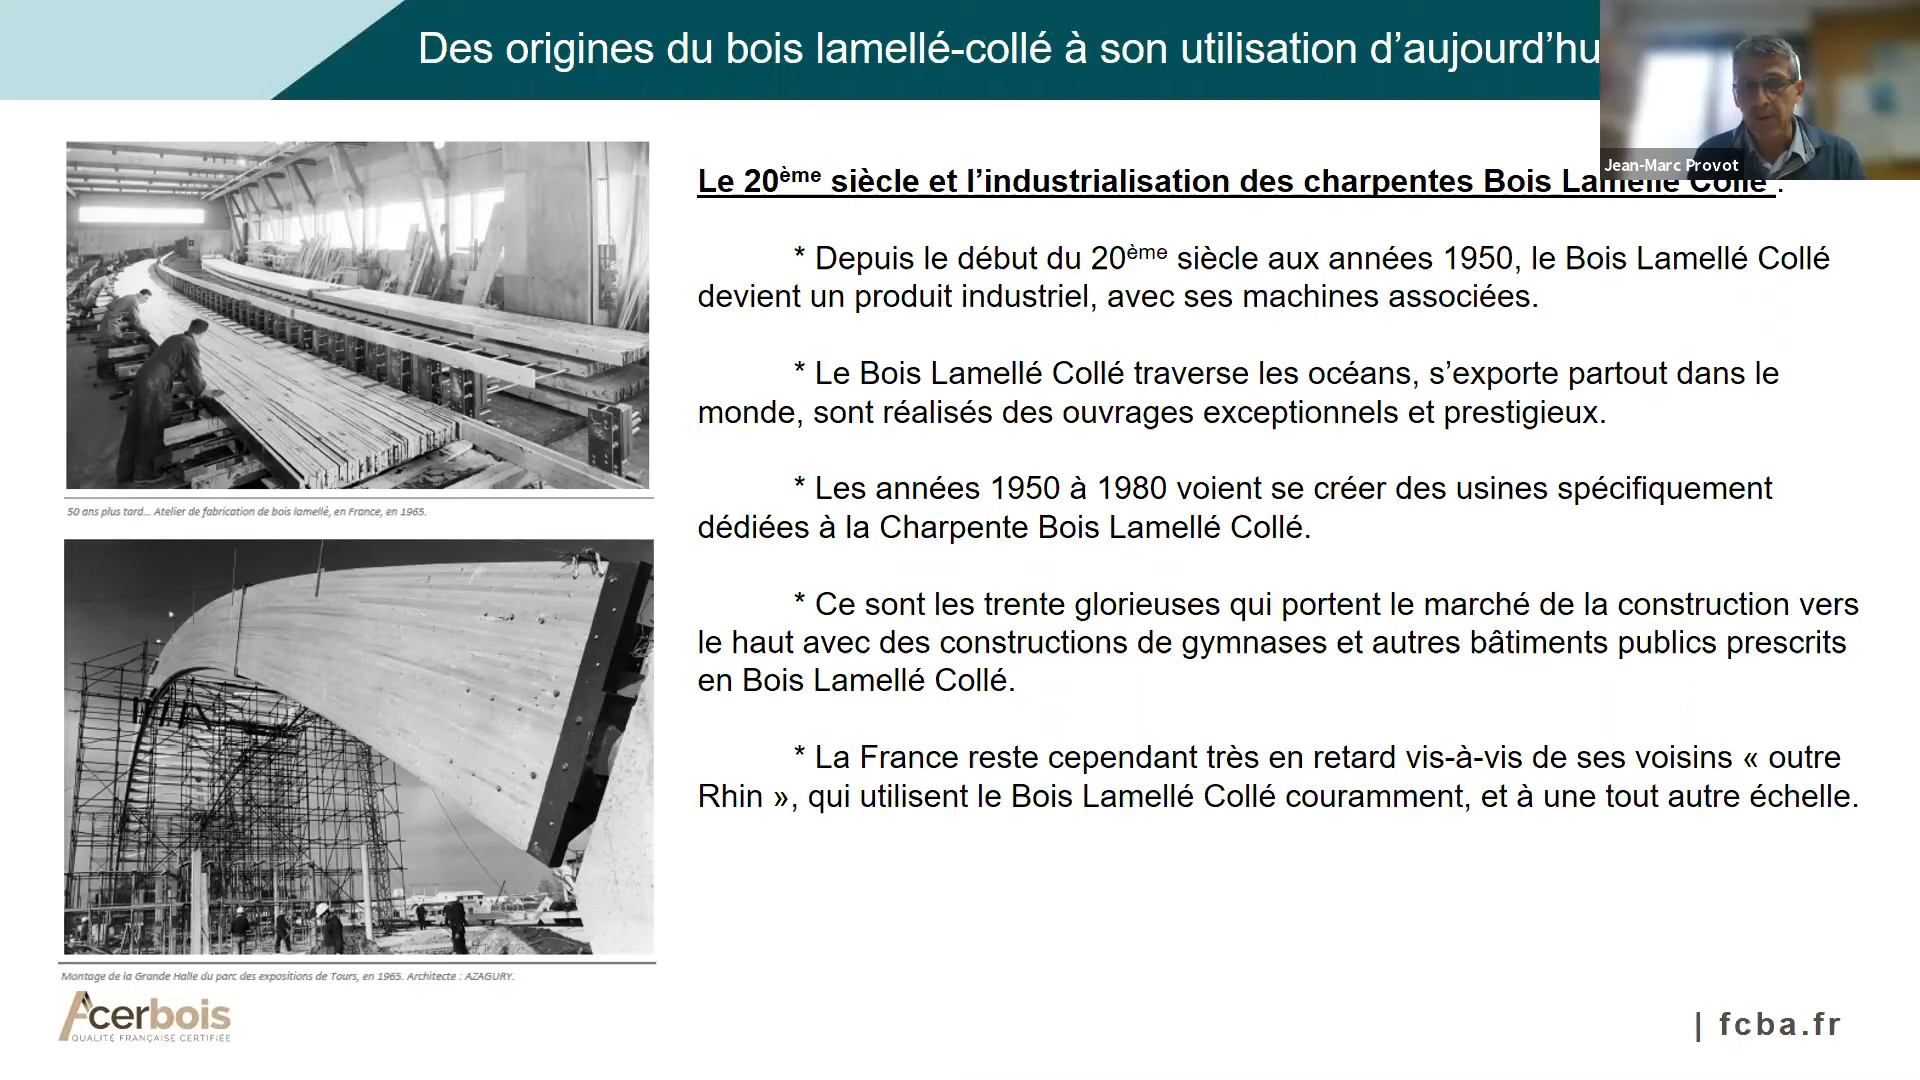 Des origines du bois lamellé-collé à son utilisation d’aujourd’hu
Jean-Marc Provot
Le 20ème siècle et l’industrialisation des charpentes Bois Lamellé Collé :
* Depuis le début du 20ème siècle aux années 1950, le Bois Lamellé Collé
devient un produit industriel, avec ses machines associées.
* Le Bois Lamellé Collé traverse les océans, s’exporte partout dans le
monde, sont réalisés des ouvrages exceptionnels et prestigieux.
* Les années 1950 à 1980 voient se créer des usines spécifiquement
dédiées à la Charpente Bois Lamellé Collé.
* Ce sont les trente glorieuses qui portent le marché de la construction vers
le haut avec des constructions de gymnases et autres bâtiments publics prescrits
en Bois Lamellé Collé.
* La France reste cependant très en retard vis-à-vis de ses voisins « outre
Rhin », qui utilisent le Bois Lamellé Collé couramment, et à une tout autre échelle.
50 ans plus tard... Atelier de fabrication de bois lamellé, en France, en 1965.
Montage de la Grande Halle du parc des expositions de Tours, en 1965. Architecte : AZAGURY.
Acerbois
QUALITÉ FRANÇAISE CERTIFIÉE
| fcba.fr